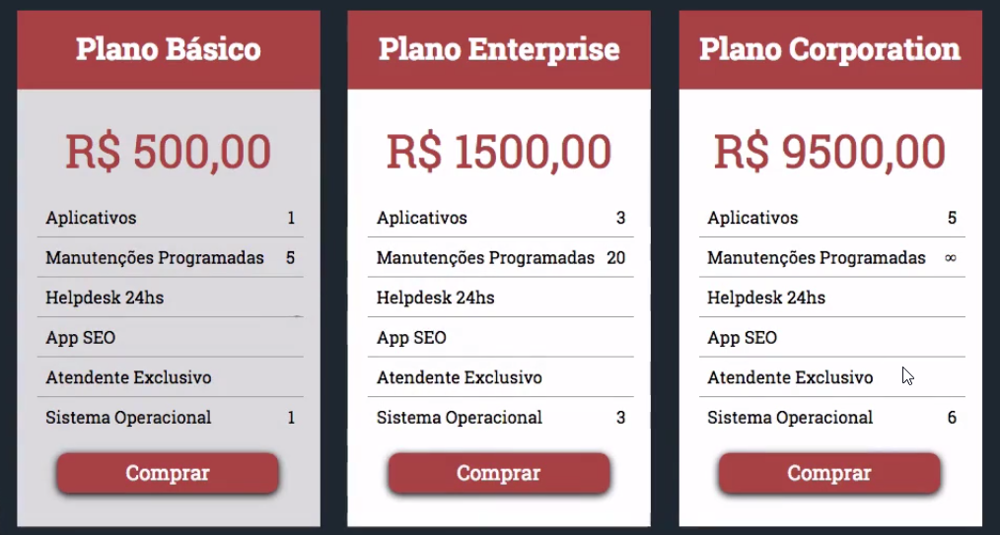 Plano Básico
R$ 500,00
Aplicativos 1
Manutenções Programadas 5
Helpdesk 24hs
App SEO
Atendente Exclusivo
Sistema Operacional 1
Comprar
Plano Enterprise
R$ 1500,00
Aplicativos 3
Manutenções Programadas 20
Helpdesk 24hs
App SEO
Atendente Exclusivo
Sistema Operacional 3
Comprar
Plano Corporation
R$ 9500,00
Aplicativos 5
Manutenções Programadas ∞
Helpdesk 24hs
App SEO
Atendente Exclusivo
Sistema Operacional 6
Comprar